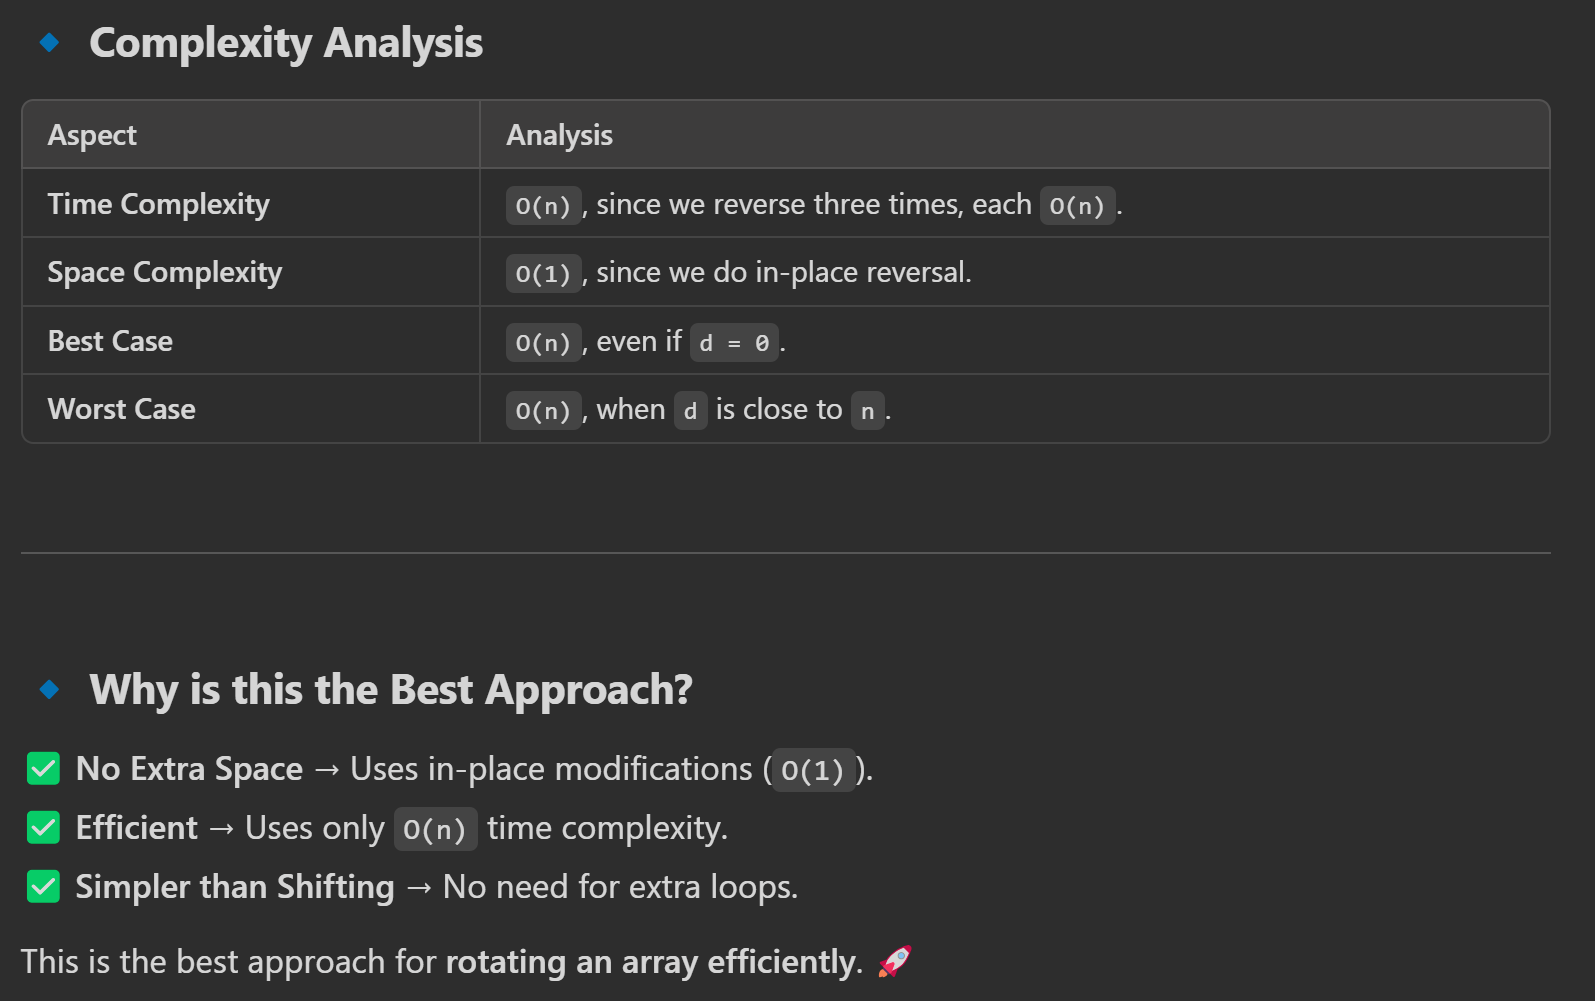 🔹 Complexity Analysis
Aspect Analysis
Time Complexity O(n), since we reverse three times, each O(n).
Space Complexity O(1), since we do in-place reversal.
Best Case O(n), even if d = 0.
Worst Case O(n), when d is close to n.
🔹 Why is this the Best Approach?
✅ No Extra Space → Uses in-place modifications (O(1)).
✅ Efficient → Uses only O(n) time complexity.
✅ Simpler than Shifting → No need for extra loops.
This is the best approach for rotating an array efficiently. 🚀